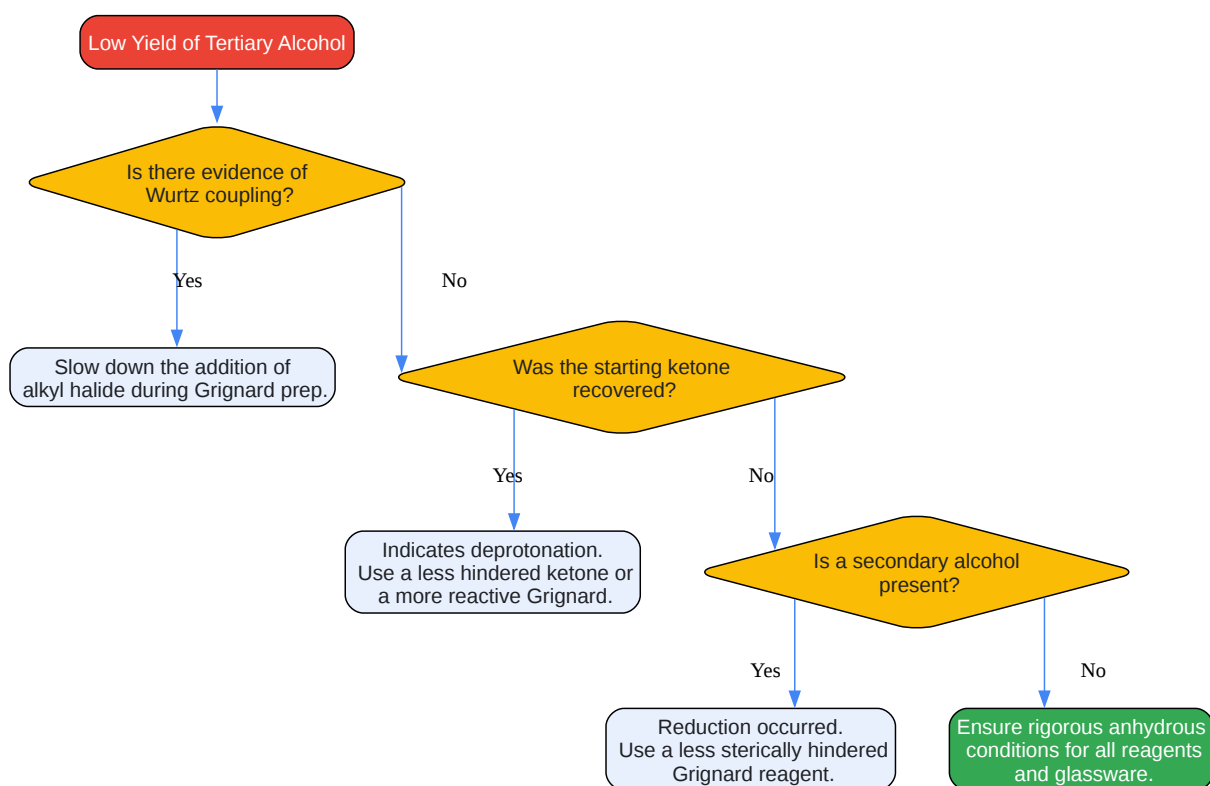 Low Yield of Tertiary Alcohol
Is there evidence of
Wurtz coupling?
Yes
No
Slow down the addition of
alkyl halide during Grignard prep.
Was the starting ketone
recovered?
Yes
No
Indicates deprotonation.
Use a less hindered ketone or
a more reactive Grignard.
Is a secondary alcohol
present?
Yes
No
Reduction occurred.
Use a less sterically hindered
Grignard reagent.
Ensure rigorous anhydrous
conditions for all reagents
and glassware.